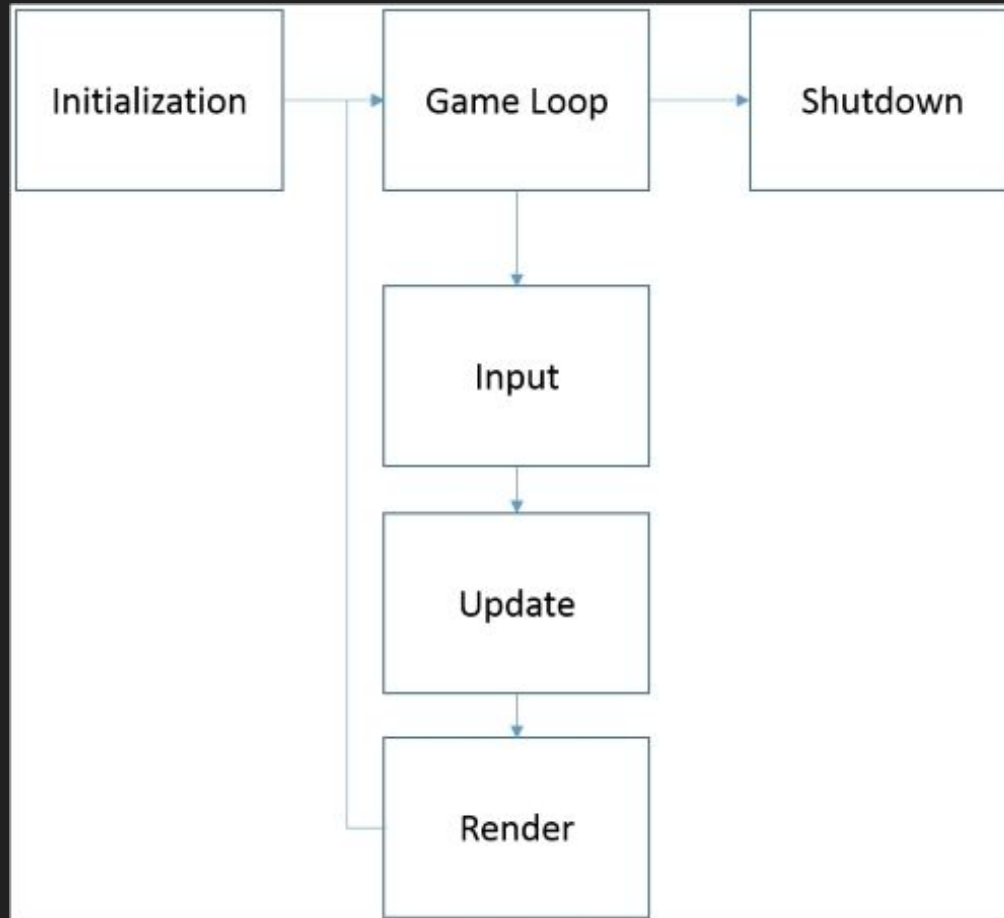 Initialization
Game Loop
Shutdown
Input
Update
Render